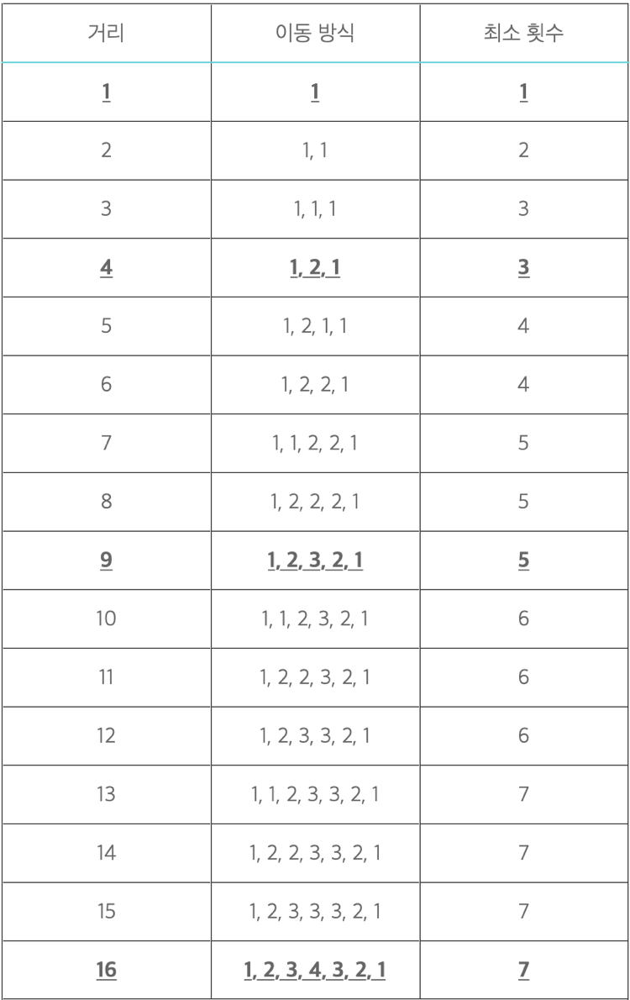 거리 이동 방식 최소 횟수
1 1 1
2 1, 1 2
3 1, 1, 1 3
4 1, 2, 1 3
5 1, 2, 1, 1 4
6 1, 2, 2, 1 4
7 1, 1, 2, 2, 1 5
8 1, 2, 2, 2, 1 5
9 1, 2, 3, 2, 1 5
10 1, 1, 2, 3, 2, 1 6
11 1, 2, 2, 3, 2, 1 6
12 1, 2, 3, 3, 2, 1 6
13 1, 1, 2, 3, 3, 2, 1 7
14 1, 2, 2, 3, 3, 2, 1 7
15 1, 2, 3, 3, 3, 2, 1 7
16 1, 2, 3, 4, 3, 2, 1 7